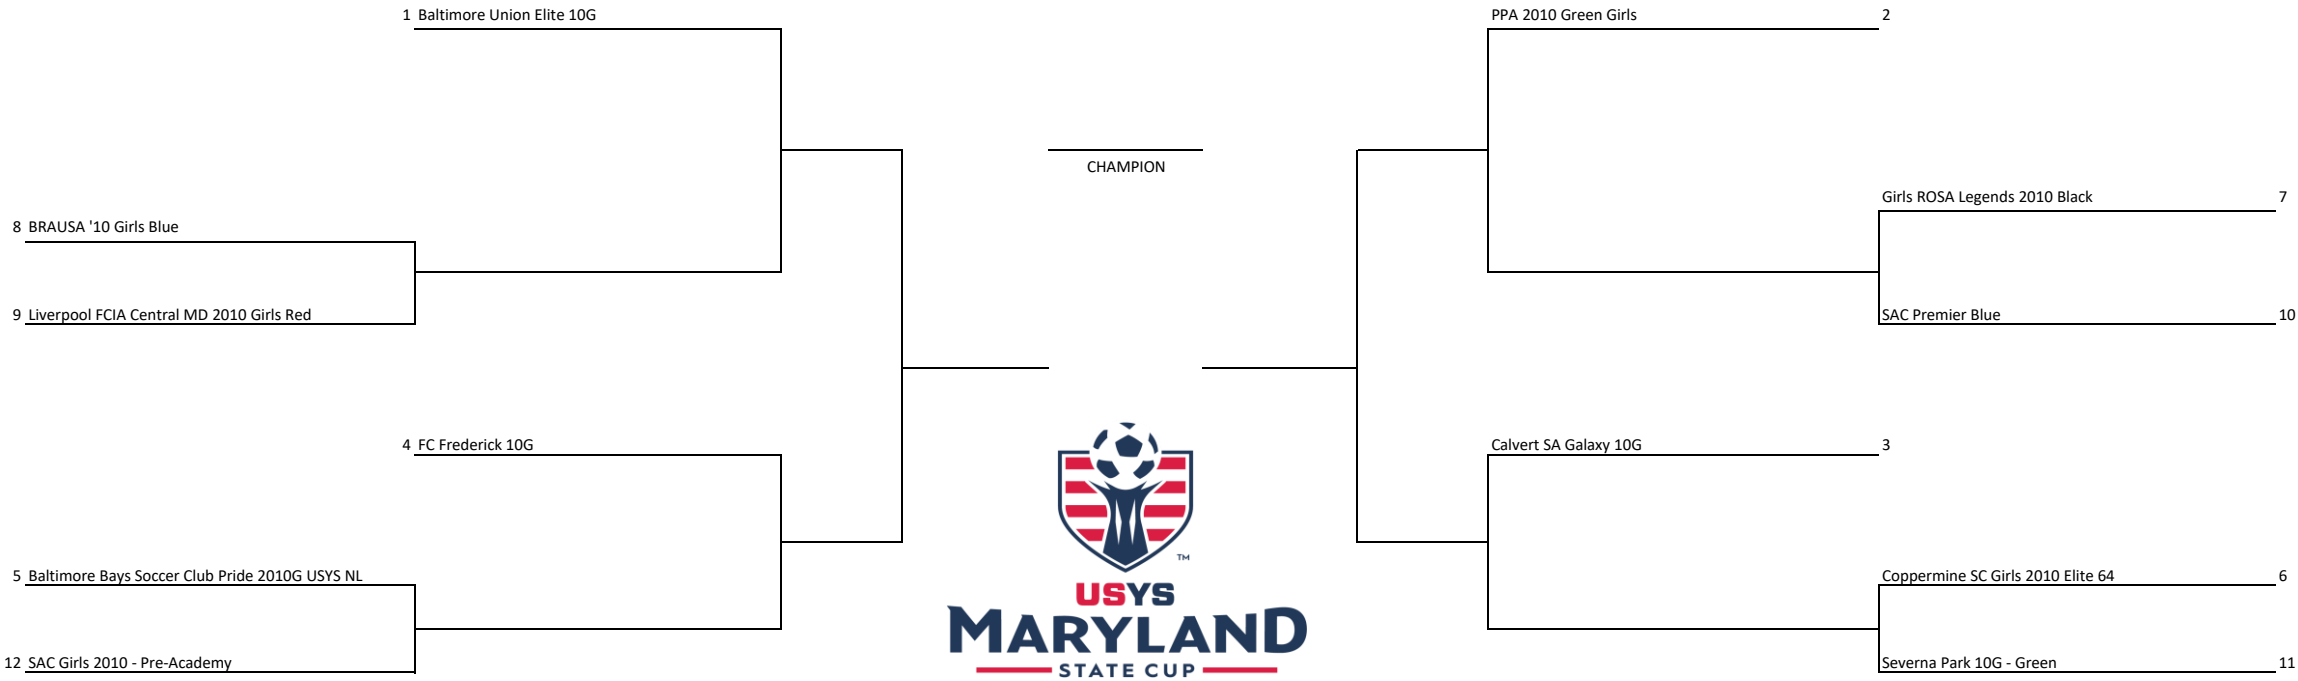 1 Baltimore Union Elite 10G
PPA 2010 Green Girls 2
CHAMPION
Girls ROSA Legends 2010 Black 7
8 BRAUSA '10 Girls Blue
9 Liverpool FCIA Central MD 2010 Girls Red
SAC Premier Blue 10
4 FC Frederick 10G
Calvert SA Galaxy 10G 3
TM
5 Baltimore Bays Soccer Club Pride 2010G USYS NL
Coppermine SC Girls 2010 Elite 64 6
USYS
MARYLAND
STATE CUP
12 SAC Girls 2010 - Pre-Academy
Severna Park 10G - Green 11